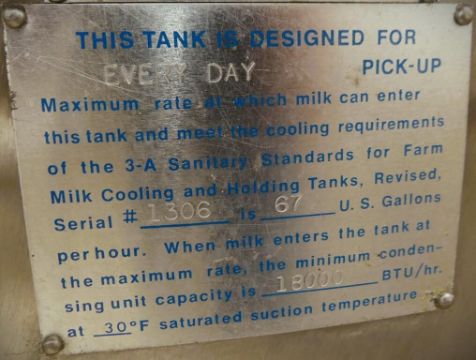 THIS TANK IS DESIGNED FOR
EVERY DAY PICK-UP
Maximum rate at which milk can enter
this tank and meet the cooling requirements
of the 3-A Sanitary Standards for Farm
Milk Cooling and Holding Tanks, Revised,
Serial # 1306 is 67 U. S. Gallons
per hour. When milk enters the tank at
the maximum rate, the minimum conden-
sing unit capacity is 18000 BTU/hr.
at 30°F saturated suction temperature.